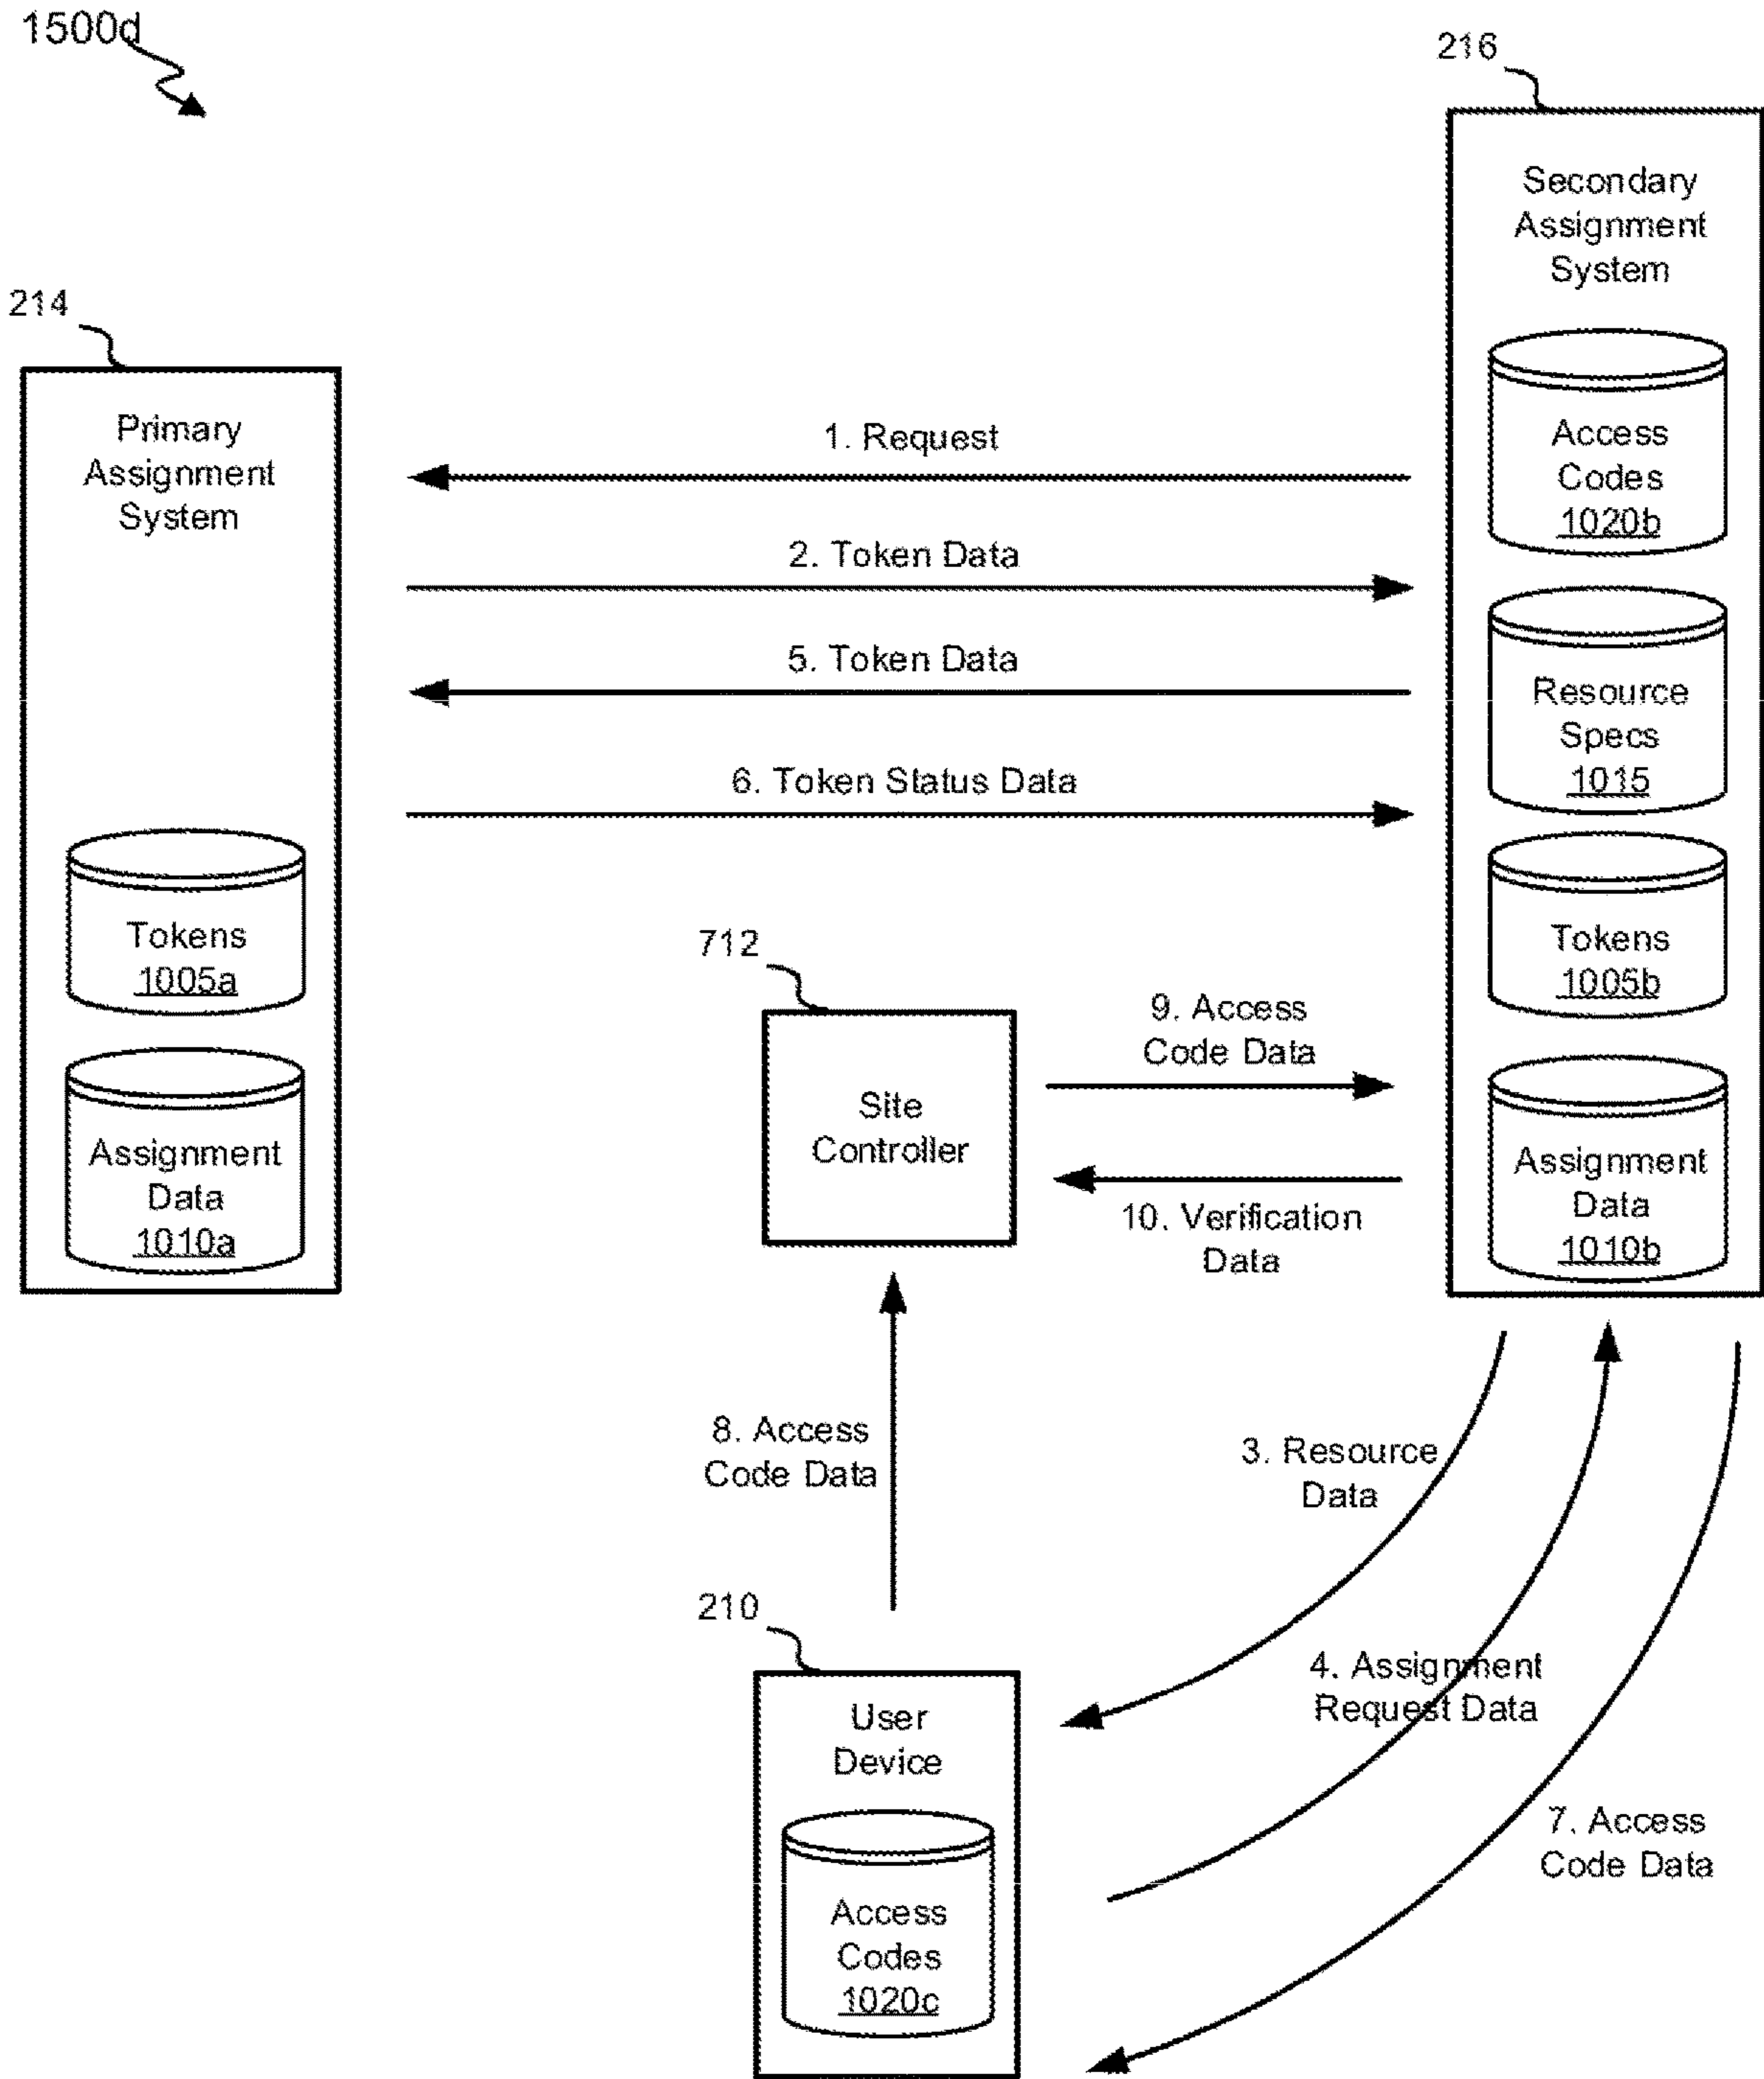 1500d
216
Secondary
Assignment
System
214
Primary
Assignment
System
1. Request
Access
Codes
1020b
2. Token Data
5. Token Data
Resource
Specs
1015
6. Token Status Data
Tokens
1005a
712
Tokens
1005b
9. Access
Code Data
Site
Controller
Assignment
Data
1010a
Assignment
Data
1010b
10. Verification
Data
8. Access
Code Data
3. Resource
Data
210
4. Assignment
Request Data
User
Device
7. Access
Code Data
Access
Codes
1020c